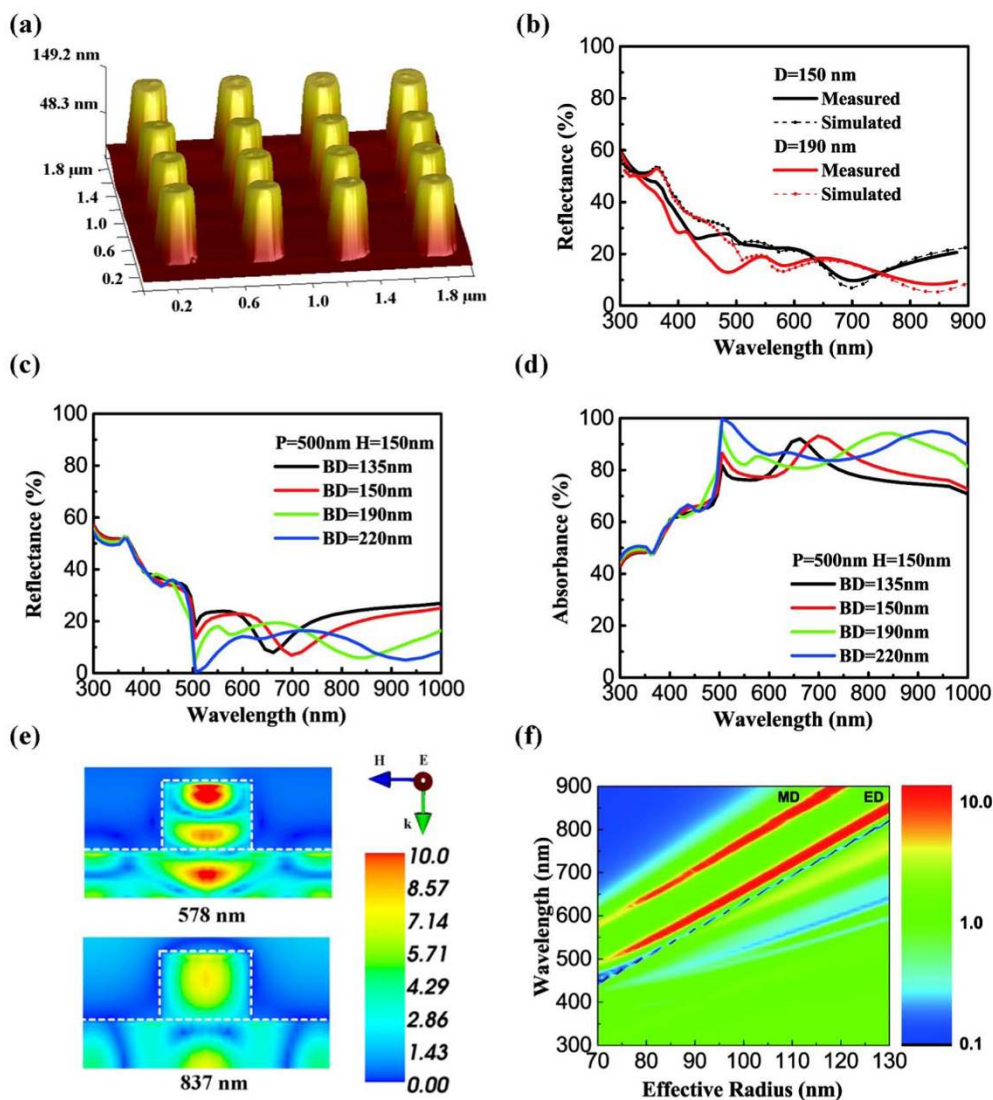 (a)
149.2 nm
48.3 nm
1.8 µm
1.4
1.0
0.6
0.2
0.2
0.6
1.0
1.4
1.8 µm
(b)
100
80
60
40
20
0
Reflectance (%)
D=150 nm
Measured
Simulated
D=190 nm
Measured
Simulated
300 400 500 600 700 800 900
Wavelength (nm)
(c)
100
80
60
40
20
0
Reflectance (%)
P=500nm H=150nm
BD=135nm
BD=150nm
BD=190nm
BD=220nm
300 400 500 600 700 800 900 1000
Wavelength (nm)
(d)
100
80
60
40
20
0
Absorbance (%)
P=500nm H=150nm
BD=135nm
BD=150nm
BD=190nm
BD=220nm
300 400 500 600 700 800 900 1000
Wavelength (nm)
(e)
578 nm
837 nm
H
E
k
10.0
8.57
7.14
5.71
4.29
2.86
1.43
0.00
(f)
900
800
700
600
500
400
300
Wavelength (nm)
MD
ED
70 80 90 100 110 120 130
Effective Radius (nm)
10.0
1.0
0.1